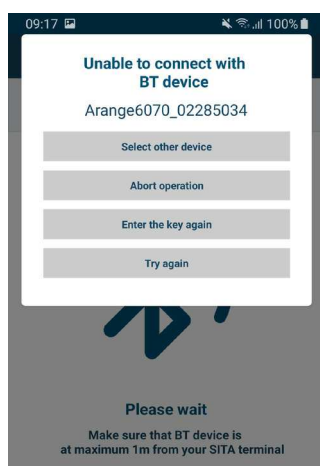 09:17 100%
Unable to connect with
BT device
Arange6070_02285034
Select other device
Abort operation
Enter the key again
Try again
Please wait
Make sure that BT device is
at maximum 1m from your SITA terminal